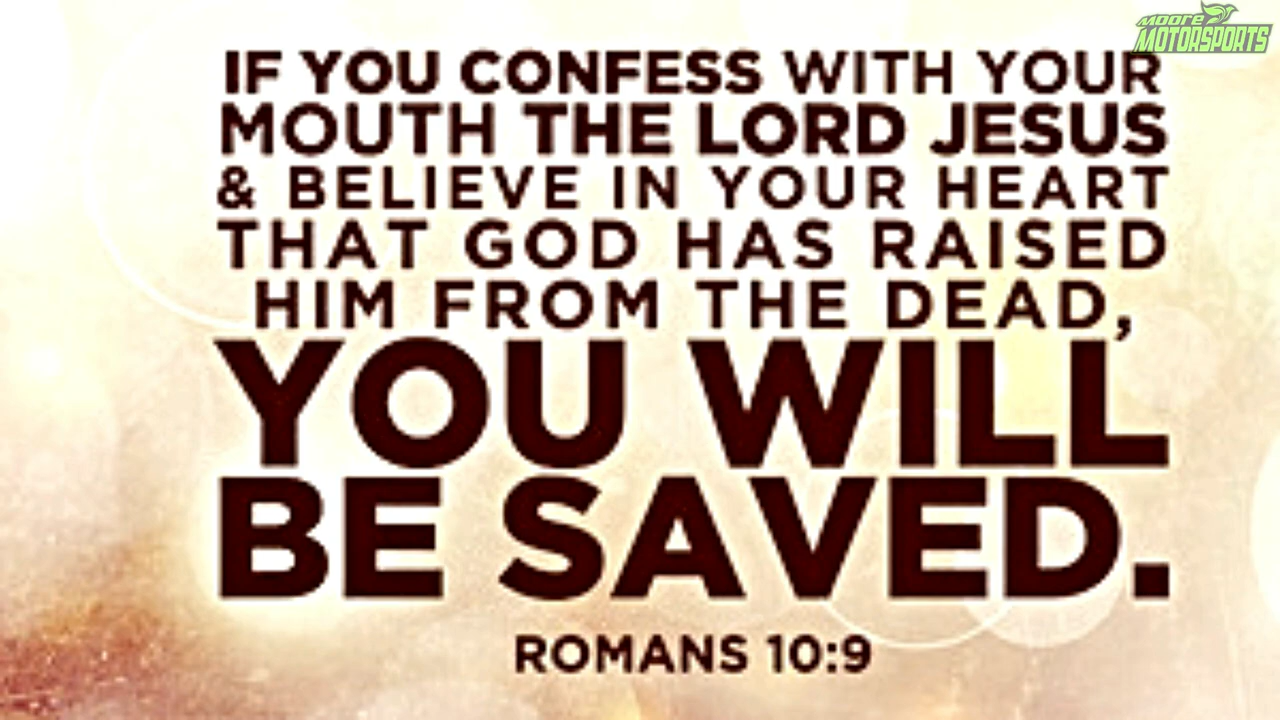 MOORE
MOTORSPORTS
IF YOU CONFESS WITH YOUR
MOUTH THE LORD JESUS
& BELIEVE IN YOUR HEART
THAT GOD HAS RAISED
HIM FROM THE DEAD,
YOU WILL
BE SAVED.
ROMANS 10:9